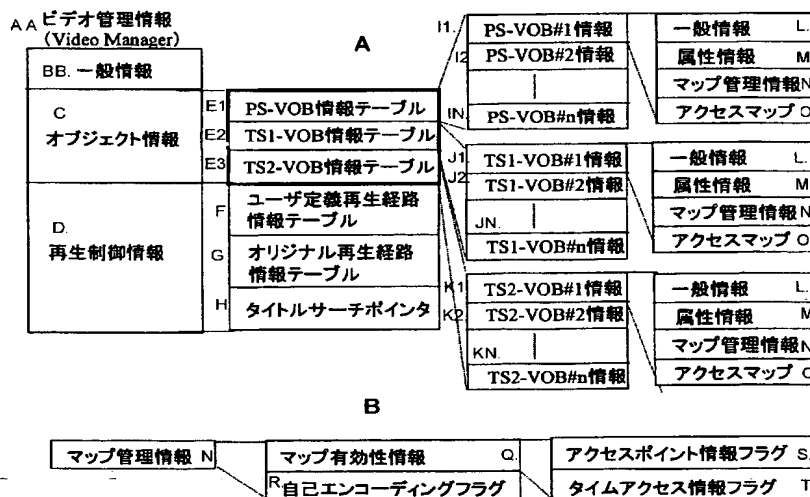 AA ビデオ管理情報
(Video Manager)
A
BB. 一般情報
C
オブジェクト情報
D.
再生制御情報
E1 PS-VOB情報テーブル
E2 TS1-VOB情報テーブル
E3 TS2-VOB情報テーブル
F ユーザ定義再生経路
情報テーブル
G オリジナル再生経路
情報テーブル
H タイトルサーチポインタ
I1. PS-VOB#1情報
I2 PS-VOB#2情報
IN. PS-VOB#n情報
一般情報 L.
属性情報 M
マップ管理情報 N
アクセスマップ O
J1. TS1-VOB#1情報
J2 TS1-VOB#2情報
JN.
TS1-VOB#n情報
一般情報 L.
属性情報 M
マップ管理情報 N
アクセスマップ O
K1 TS2-VOB#1情報
K2. TS2-VOB#2情報
KN.
TS2-VOB#n情報
一般情報 L.
属性情報 M
マップ管理情報 N
アクセスマップ O
B
マップ管理情報 N
マップ有効性情報 Q.
R 自己エンコーディングフラグ
アクセスポイント情報フラグ S.
タイムアクセス情報フラグ T